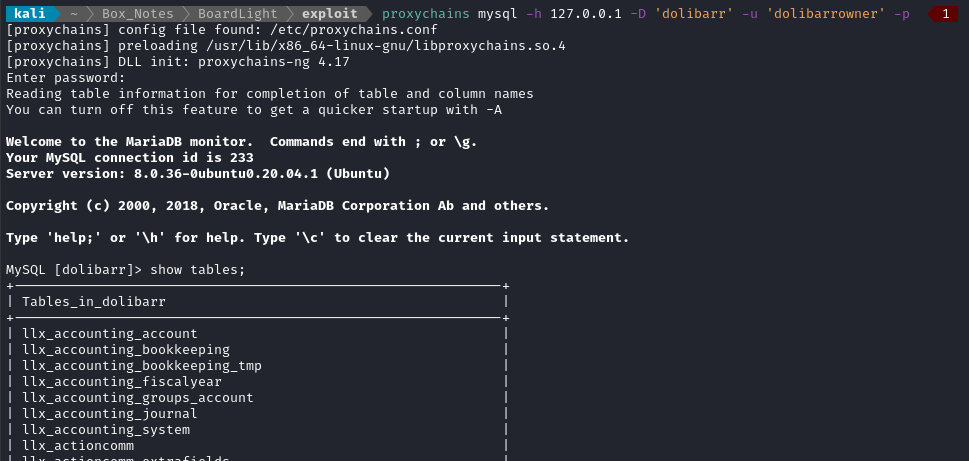 kali ~ Box_Notes BoardLight exploit proxychains mysql -h 127.0.0.1 -D 'dolibarr' -u 'dolibarrowner' -p 1
[proxychains] config file found: /etc/proxychains.conf
[proxychains] preloading /usr/lib/x86_64-linux-gnu/libproxychains.so.4
[proxychains] DLL init: proxychains-ng 4.17
Enter password:
Reading table information for completion of table and column names
You can turn off this feature to get a quicker startup with -A
Welcome to the MariaDB monitor.  Commands end with ; or \g.
Your MySQL connection id is 233
Server version: 8.0.36-0ubuntu0.20.04.1 (Ubuntu)
Copyright (c) 2000, 2018, Oracle, MariaDB Corporation Ab and others.
Type 'help;' or '\h' for help. Type '\c' to clear the current input statement.
MySQL [dolibarr]> show tables;
| Tables_in_dolibarr |
| llx_accounting_account |
| llx_accounting_bookkeeping |
| llx_accounting_bookkeeping_tmp |
| llx_accounting_fiscalyear |
| llx_accounting_groups_account |
| llx_accounting_journal |
| llx_accounting_system |
| llx_actioncomm |
| llx_actioncomm_extrafields |